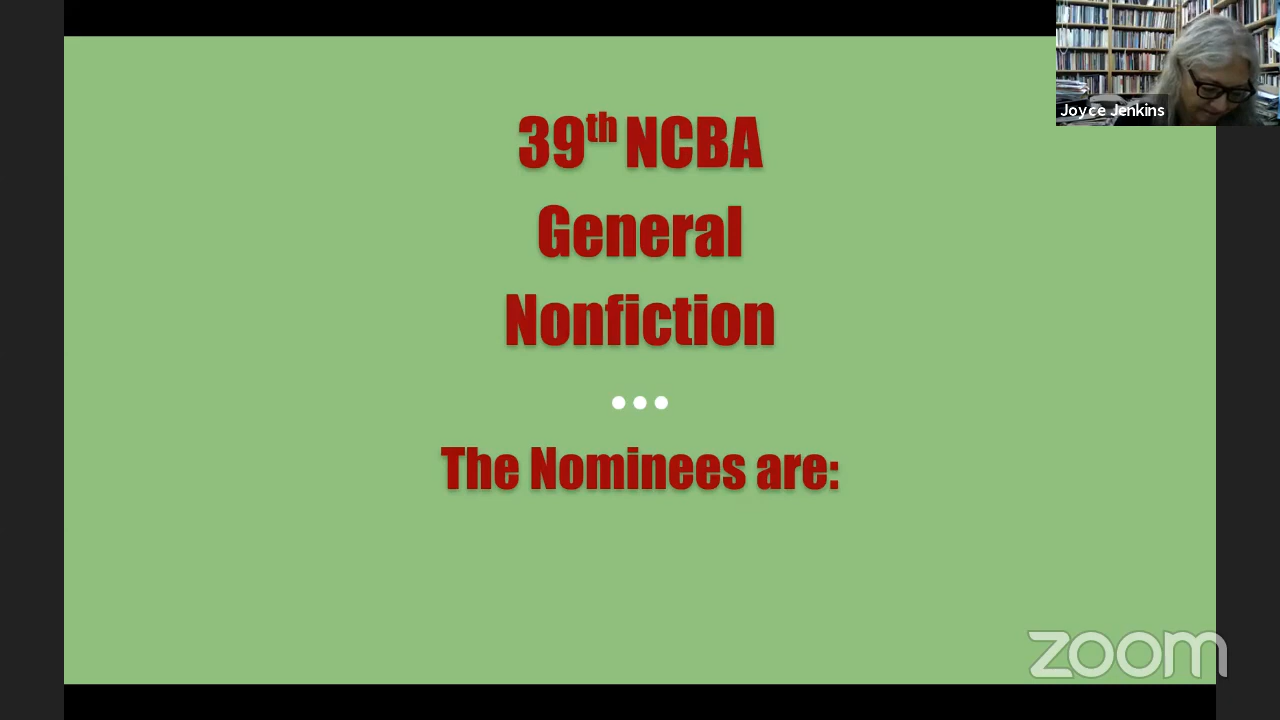 39th NCBA
General
Nonfiction
The Nominees are:
Joyce Jenkins
zoom